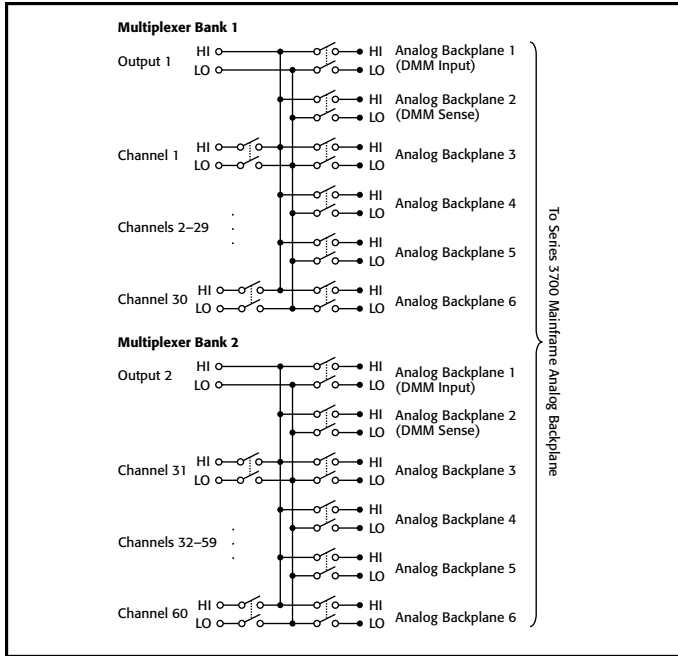 Multiplexer Bank 1
Output 1
HI
LO
HI Analog Backplane 1
LO (DMM Input)
HI Analog Backplane 2
LO (DMM Sense)
Channel 1
HI
LO
HI
LO
Analog Backplane 3
HI
LO
Analog Backplane 4
Channels 2–29
HI
LO
Analog Backplane 5
Channel 30
HI
LO
HI
LO
Analog Backplane 6
Multiplexer Bank 2
Output 2
HI
LO
HI Analog Backplane 1
LO (DMM Input)
HI Analog Backplane 2
LO (DMM Sense)
Channel 31
HI
LO
HI
LO
Analog Backplane 3
HI
LO
Analog Backplane 4
Channels 32–59
HI
LO
Analog Backplane 5
Channel 60
HI
LO
HI
LO
Analog Backplane 6
To Series 3700 Mainframe Analog Backplane